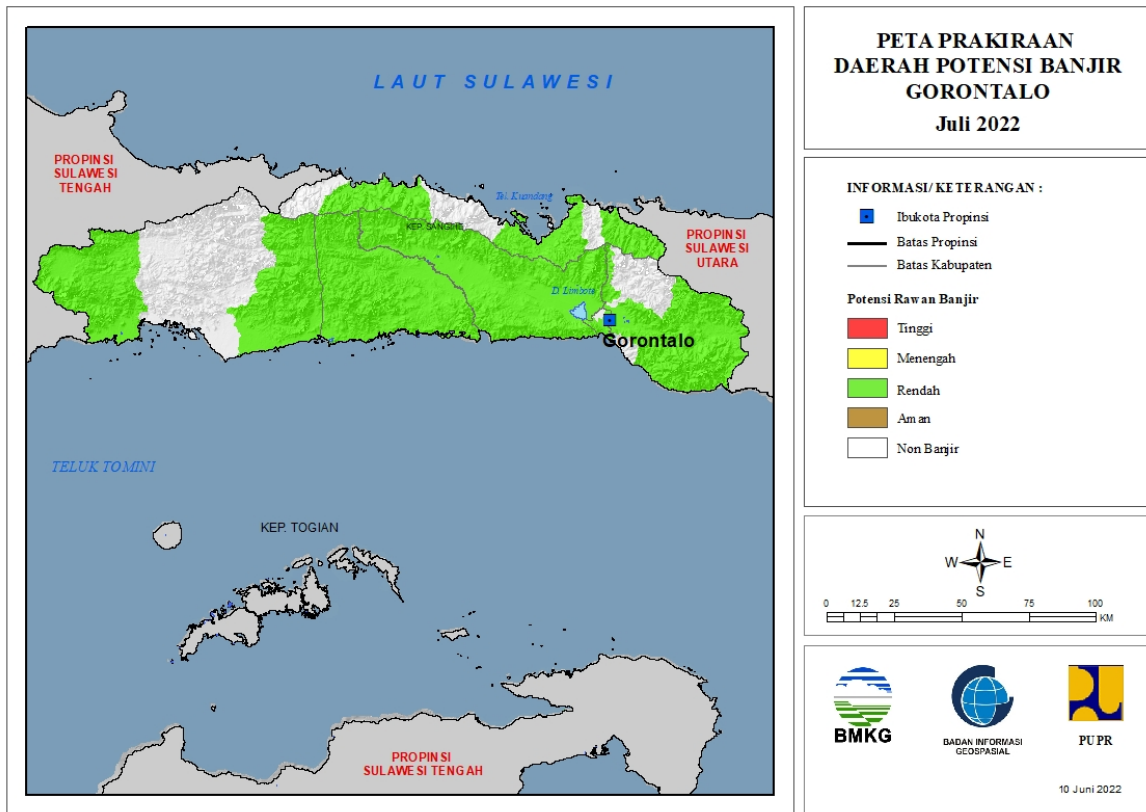 LAUT SULAWESI
PROPINSI
SULAWESI
TENGAH
Tel. Kuandang
KEP. SANGIHE
PROPINSI
SULAWESI
UTARA
D. Limboto
Gorontalo
TELUK TOMINI
KEP. TOGIAN
PROPINSI
SULAWESI TENGAH
PETA PRAKIRAAN
DAERAH POTENSI BANJIR
GORONTALO
Juli 2022
INFORMASI/ KETERANGAN :
Ibukota Propinsi
Batas Propinsi
Batas Kabupaten
Potensi Rawan Banjir
Tinggi
Menengah
Rendah
Aman
Non Banjir
N
W E
S
0 12.5 25 50 75 100
KM
BMKG
BADAN INFORMASI
GEOSPASIAL
PUPR
10 Juni 2022